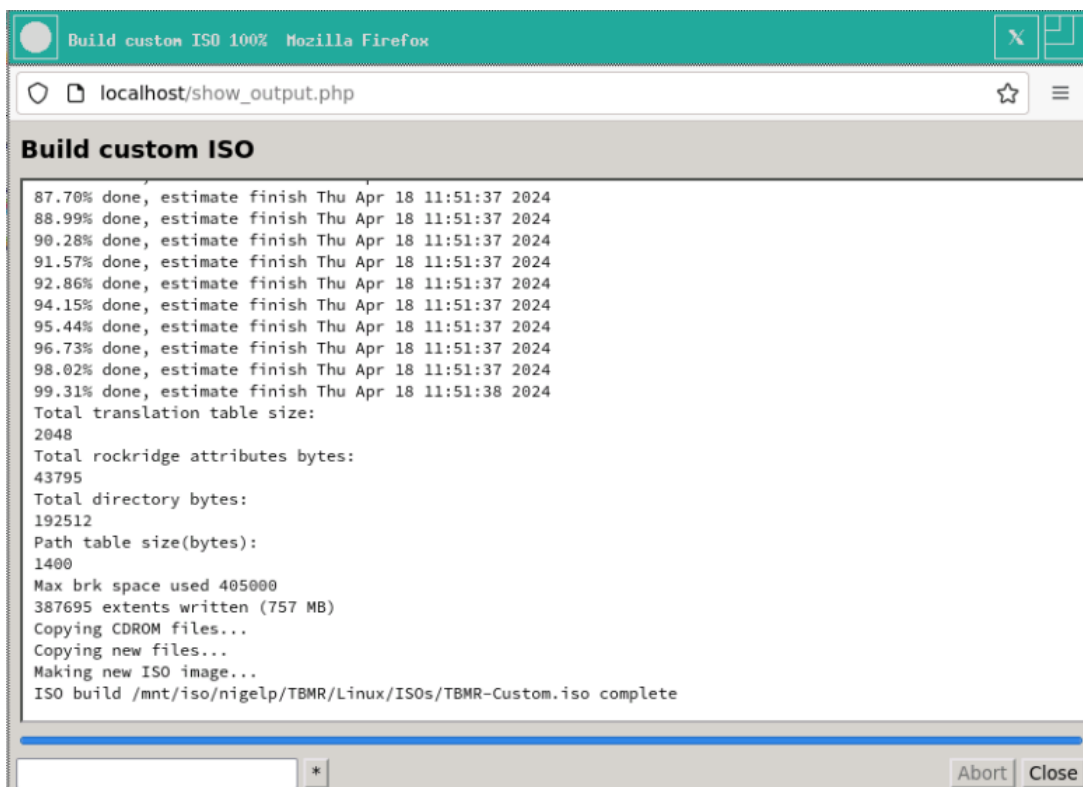 Build custom ISO 100% Mozilla Firefox
localhost/show_output.php
Build custom ISO
87.70% done, estimate finish Thu Apr 18 11:51:37 2024
88.99% done, estimate finish Thu Apr 18 11:51:37 2024
90.28% done, estimate finish Thu Apr 18 11:51:37 2024
91.57% done, estimate finish Thu Apr 18 11:51:37 2024
92.86% done, estimate finish Thu Apr 18 11:51:37 2024
94.15% done, estimate finish Thu Apr 18 11:51:37 2024
95.44% done, estimate finish Thu Apr 18 11:51:37 2024
96.73% done, estimate finish Thu Apr 18 11:51:37 2024
98.02% done, estimate finish Thu Apr 18 11:51:37 2024
99.31% done, estimate finish Thu Apr 18 11:51:38 2024
Total translation table size:
2048
Total rockridge attributes bytes:
43795
Total directory bytes:
192512
Path table size(bytes):
1400
Max brk space used 405000
387695 extents written (757 MB)
Copying CDROM files...
Copying new files...
Making new ISO image...
ISO build /mnt/iso/nigelp/TBMR/Linux/ISOs/TBMR-Custom.iso complete
* Abort Close